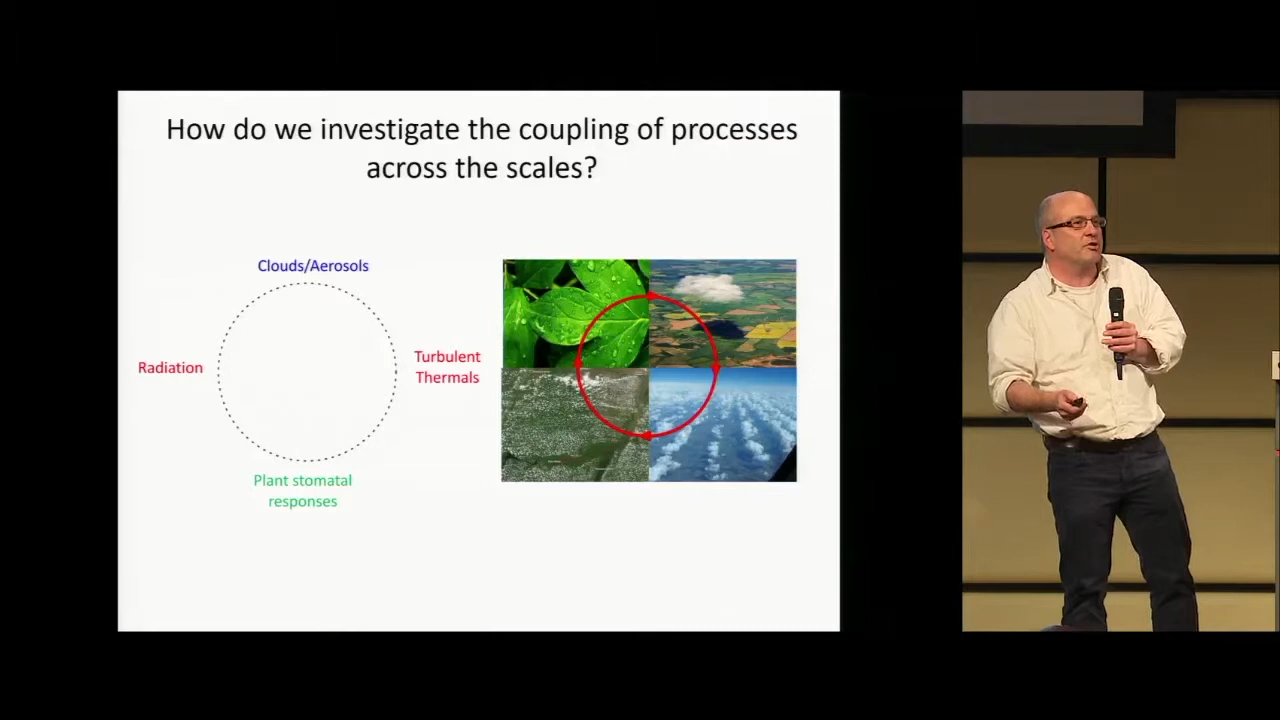 How do we investigate the coupling of processes
across the scales?
Clouds/Aerosols
Radiation
Turbulent
Thermals
Plant stomatal
responses